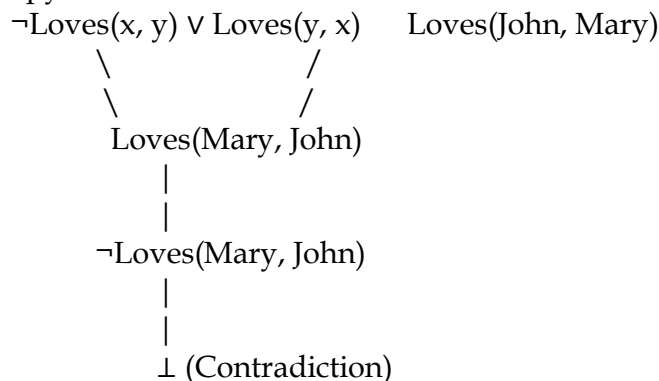 ¬Loves(x, y) ∨ Loves(y, x) Loves(John, Mary)
\ /
\ /
Loves(Mary, John)
|
|
¬Loves(Mary, John)
|
|
⊥ (Contradiction)